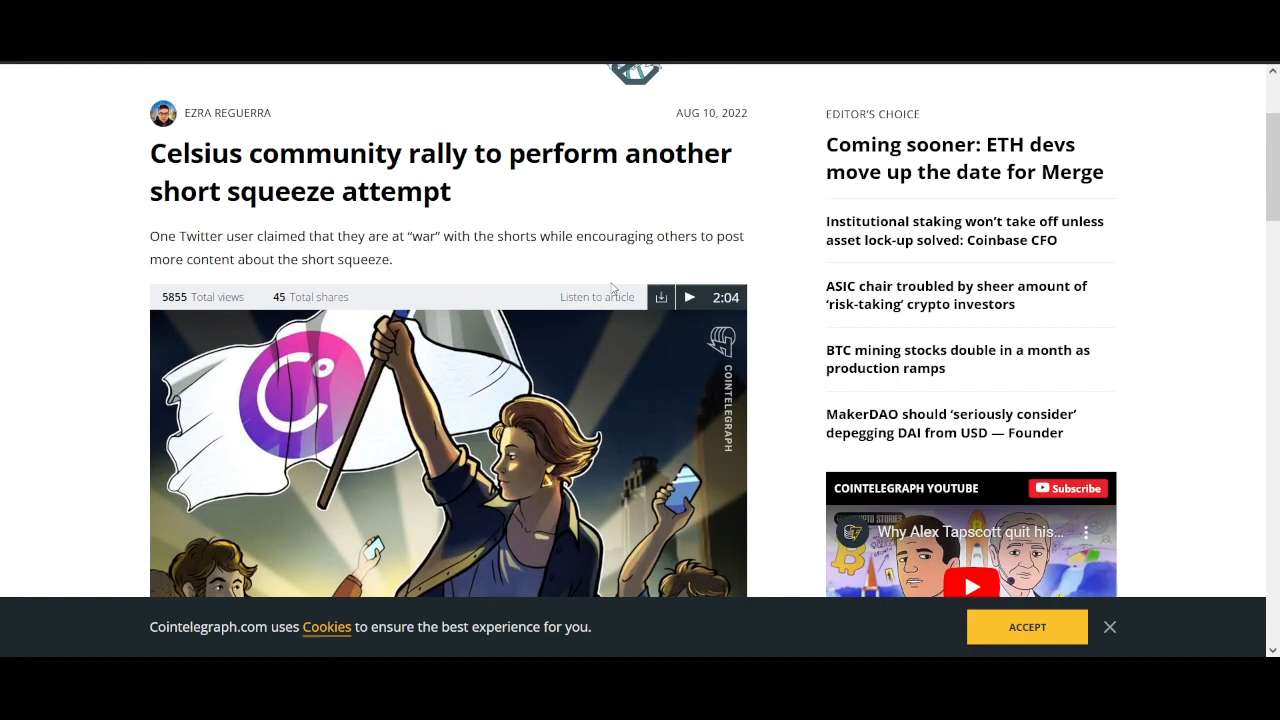 EZRA REGUERRA
AUG 10, 2022
Celsius community rally to perform another
short squeeze attempt
One Twitter user claimed that they are at “war” with the shorts while encouraging others to post
more content about the short squeeze.
5855 Total views
45 Total shares
Listen to article
2:04
COINTELEGRAPH
EDITOR’S CHOICE
Coming sooner: ETH devs
move up the date for Merge
Institutional staking won’t take off unless
asset lock-up solved: Coinbase CFO
ASIC chair troubled by sheer amount of
‘risk-taking’ crypto investors
BTC mining stocks double in a month as
production ramps
MakerDAO should ‘seriously consider’
depegging DAI from USD — Founder
COINTELEGRAPH YOUTUBE
Subscribe
Why Alex Tapscott quit his...
Cointelegraph.com uses Cookies to ensure the best experience for you.
ACCEPT